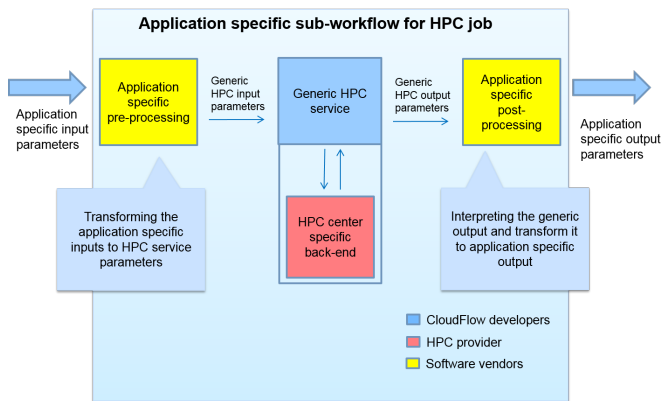 Application specific sub-workflow for HPC job
Application
specific input
parameters
Application
specific
pre-processing
Generic
HPC input
parameters
Generic HPC
service
Generic
HPC output
parameters
Application
specific
post-
processing
Application
specific output
parameters
Transforming the
application specific
inputs to HPC service
parameters
HPC center
specific
back-end
Interpreting the generic
output and transform it
to application specific
output
CloudFlow developers
HPC provider
Software vendors